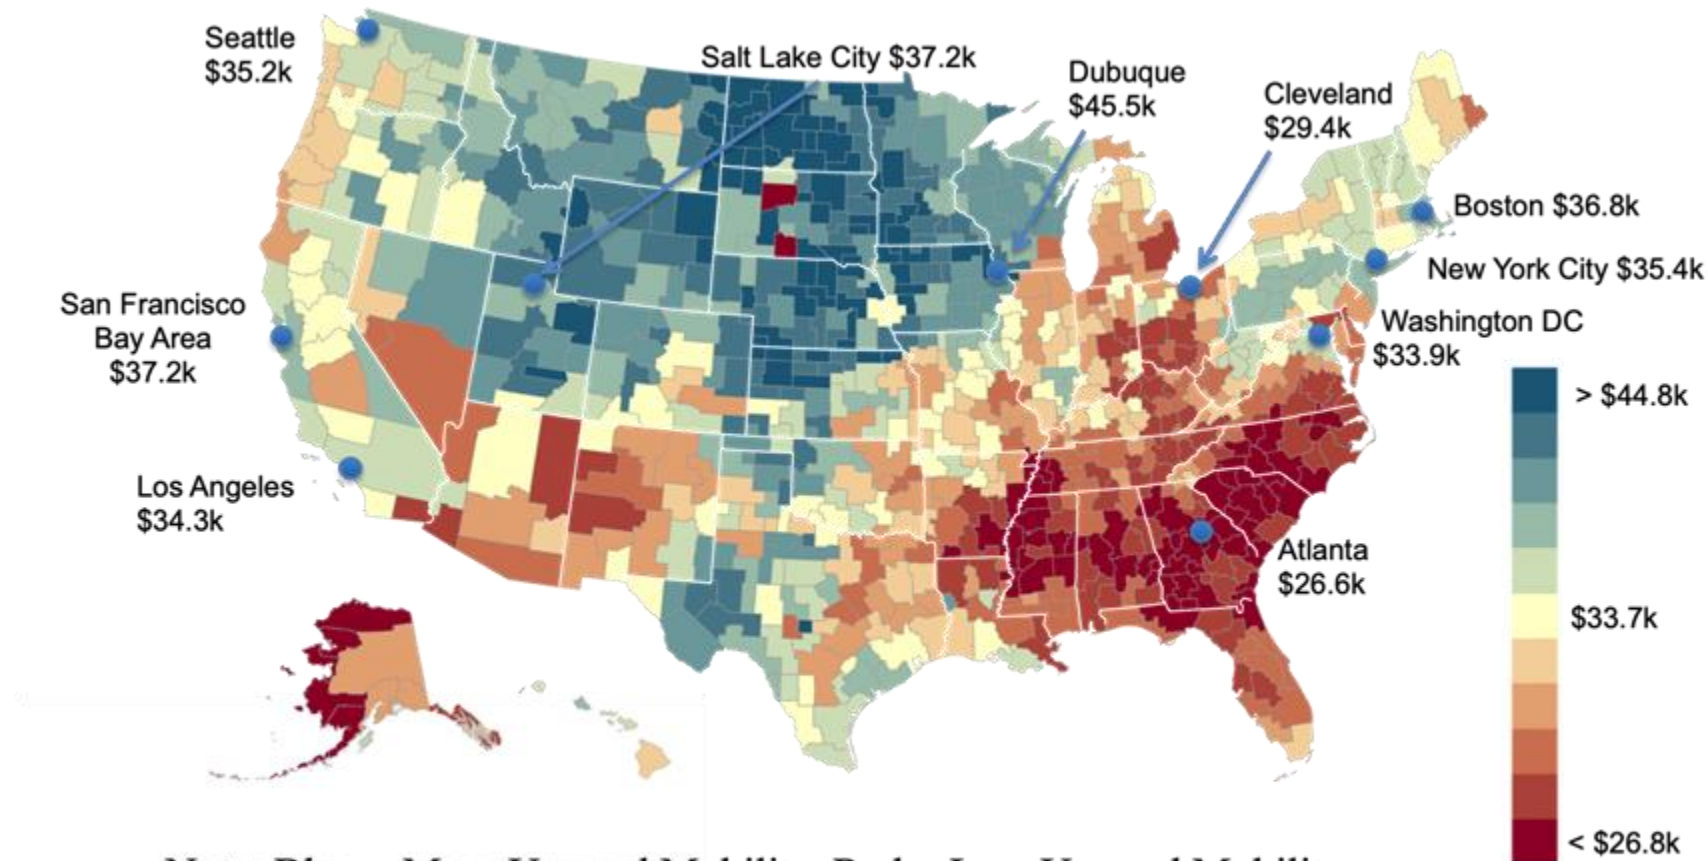 Seattle
$35.2k
Salt Lake City $37.2k
Dubuque
$45.5k
Cleveland
$29.4k
Boston $36.8k
New York City $35.4k
San Francisco
Bay Area
$37.2k
Washington DC
$33.9k
> $44.8k
Los Angeles
$34.3k
Atlanta
$26.6k
$33.7k
< $26.8k